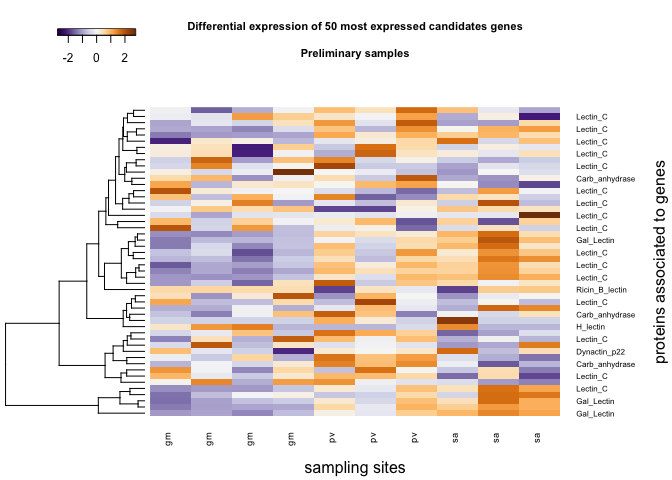 Differential expression of 50 most expressed candidates genes
Preliminary samples
-2 0 2
Lectin_C
Lectin_C
Lectin_C
Lectin_C
Lectin_C
Carb_anhydrase
Lectin_C
Lectin_C
Lectin_C
Lectin_C
Gal_Lectin
Lectin_C
Lectin_C
Lectin_C
Ricin_B_lectin
Lectin_C
Carb_anhydrase
H_lectin
Lectin_C
Dynactin_p22
Carb_anhydrase
Lectin_C
Lectin_C
Gal_Lectin
Gal_Lectin
proteins associated to genes
gm gm gm gm pv pv pv sa sa sa
sampling sites